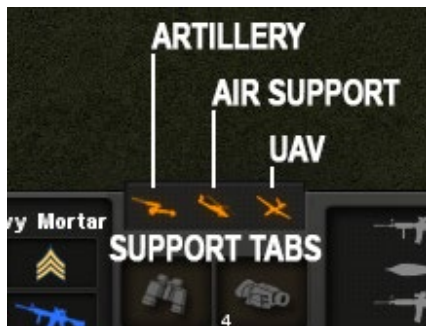 ARTILLERY
AIR SUPPORT
UAV
vy Mortar
SUPPORT TABS
4